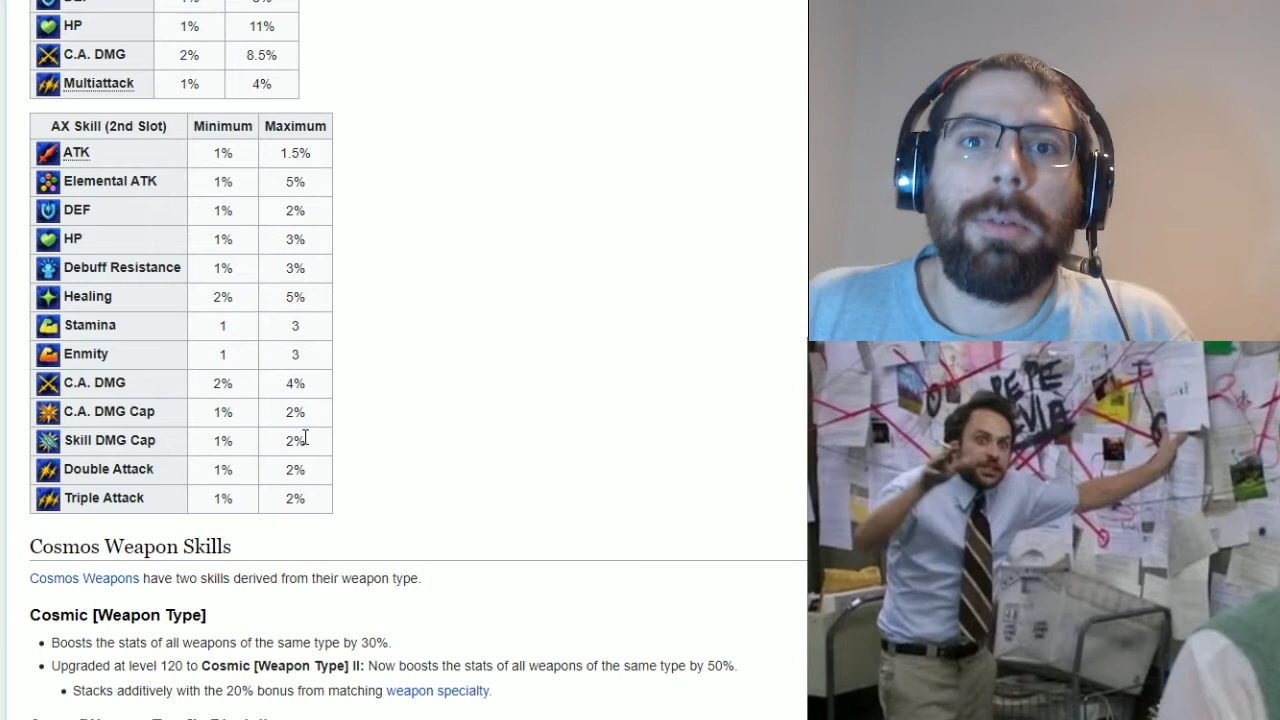 HP 1% 11%
C.A. DMG 2% 8.5%
Multiattack 1% 4%
AX Skill (2nd Slot) Minimum Maximum
ATK 1% 1.5%
Elemental ATK 1% 5%
DEF 1% 2%
HP 1% 3%
Debuff Resistance 1% 3%
Healing 2% 5%
Stamina 1 3
Enmity 1 3
C.A. DMG 2% 4%
C.A. DMG Cap 1% 2%
Skill DMG Cap 1% 2%
Double Attack 1% 2%
Triple Attack 1% 2%
Cosmos Weapon Skills
Cosmos Weapons have two skills derived from their weapon type.
Cosmic [Weapon Type]
Boosts the stats of all weapons of the same type by 30%.
Upgraded at level 120 to Cosmic [Weapon Type] II: Now boosts the stats of all weapons of the same type by 50%.
Stacks additively with the 20% bonus from matching weapon specialty.
PEPE
SILVIA